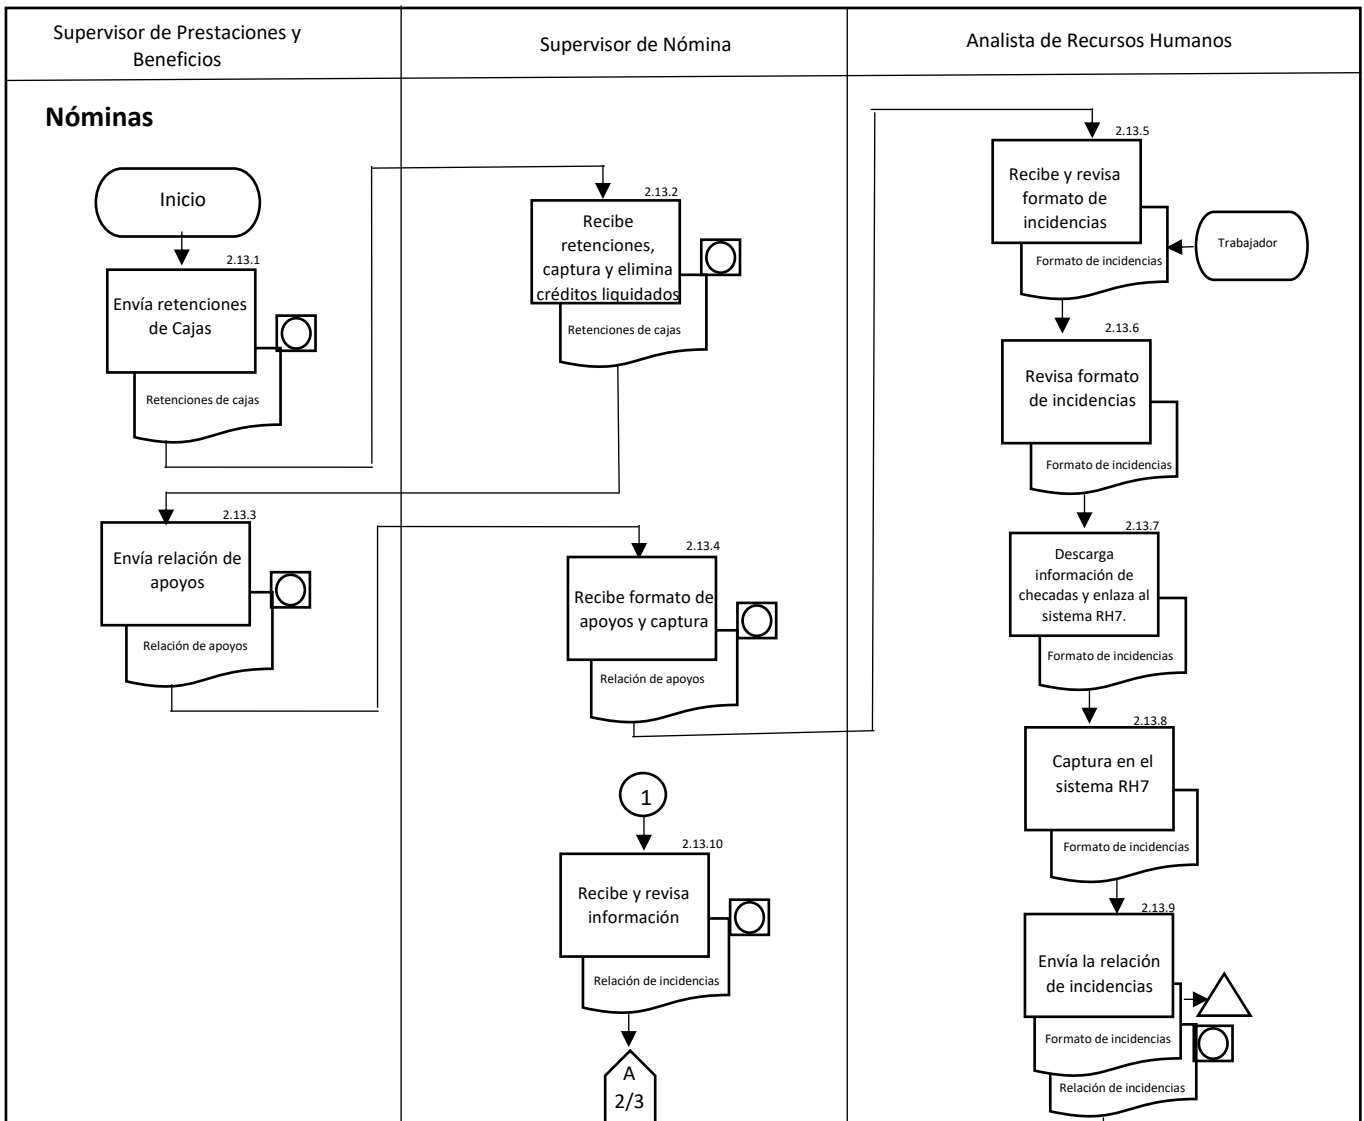 Supervisor de Prestaciones y
Beneficios
Supervisor de Nómina
Analista de Recursos Humanos
Nóminas
Inicio
2.13.1
Envía retenciones
de Cajas
Retenciones de cajas
2.13.2
Recibe
retenciones,
captura y elimina
créditos liquidados
Retenciones de cajas
2.13.3
Envía relación de
apoyos
Relación de apoyos
2.13.4
Recibe formato de
apoyos y captura
Relación de apoyos
2.13.5
Recibe y revisa
formato de
incidencias
Formato de incidencias
Trabajador
2.13.6
Revisa formato
de incidencias
Formato de incidencias
2.13.7
Descarga
información de
checadas y enlaza al
sistema RH7.
Formato de incidencias
2.13.8
Captura en el
sistema RH7
Formato de incidencias
2.13.9
Envía la relación
de incidencias
Formato de incidencias
Relación de incidencias
1
2.13.10
Recibe y revisa
información
Relación de incidencias
A
2/3